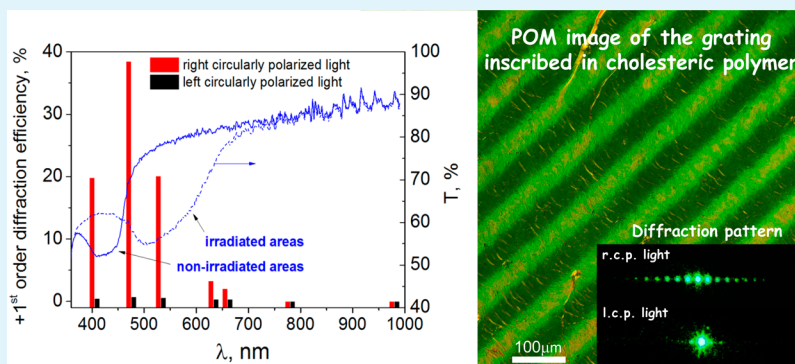 +1st order diffraction efficiency, %
40
30
20
10
0
right circularly polarized light
left circularly polarized light
irradiated areas
non-irradiated areas
100
90
80
70
60
50
40
T, %
400 500 600 700 800 900 1000
λ, nm
POM image of the grating
inscribed in cholesteric polymer
Diffraction pattern
r.c.p. light
l.c.p. light
100μm